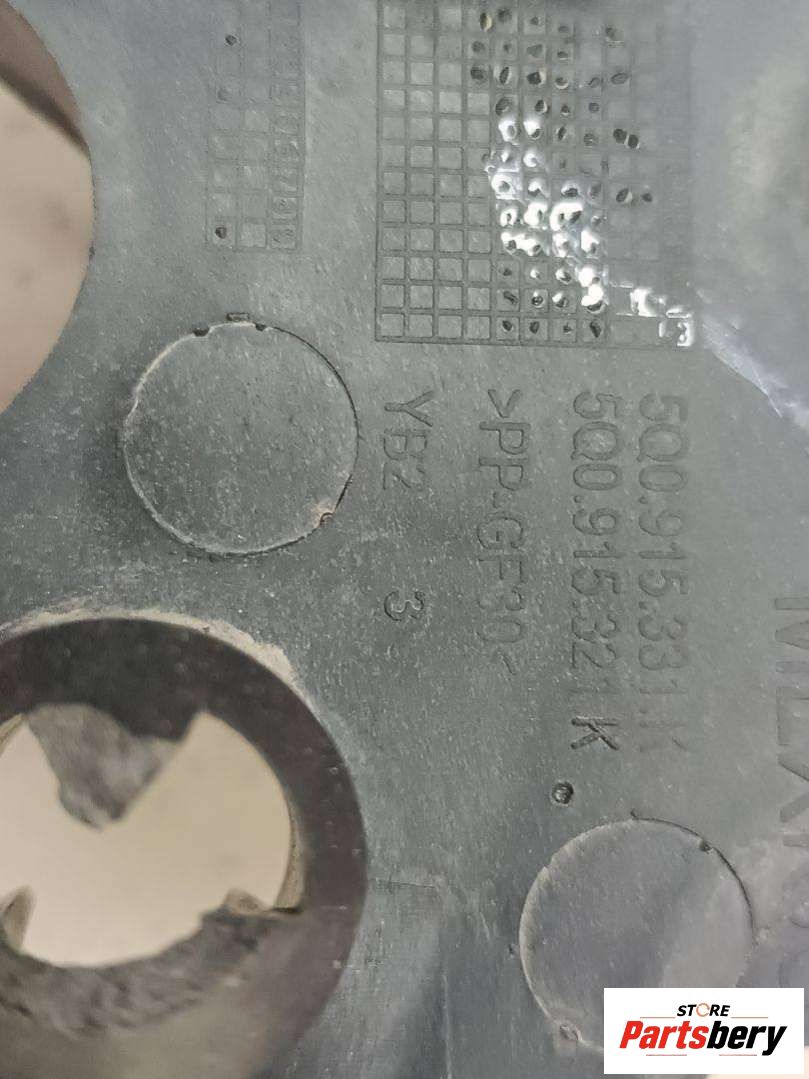 5Q0.915.331.K
5Q0.915.321 K
>PP-GF30<
YB2 3
STORE
Partsbery